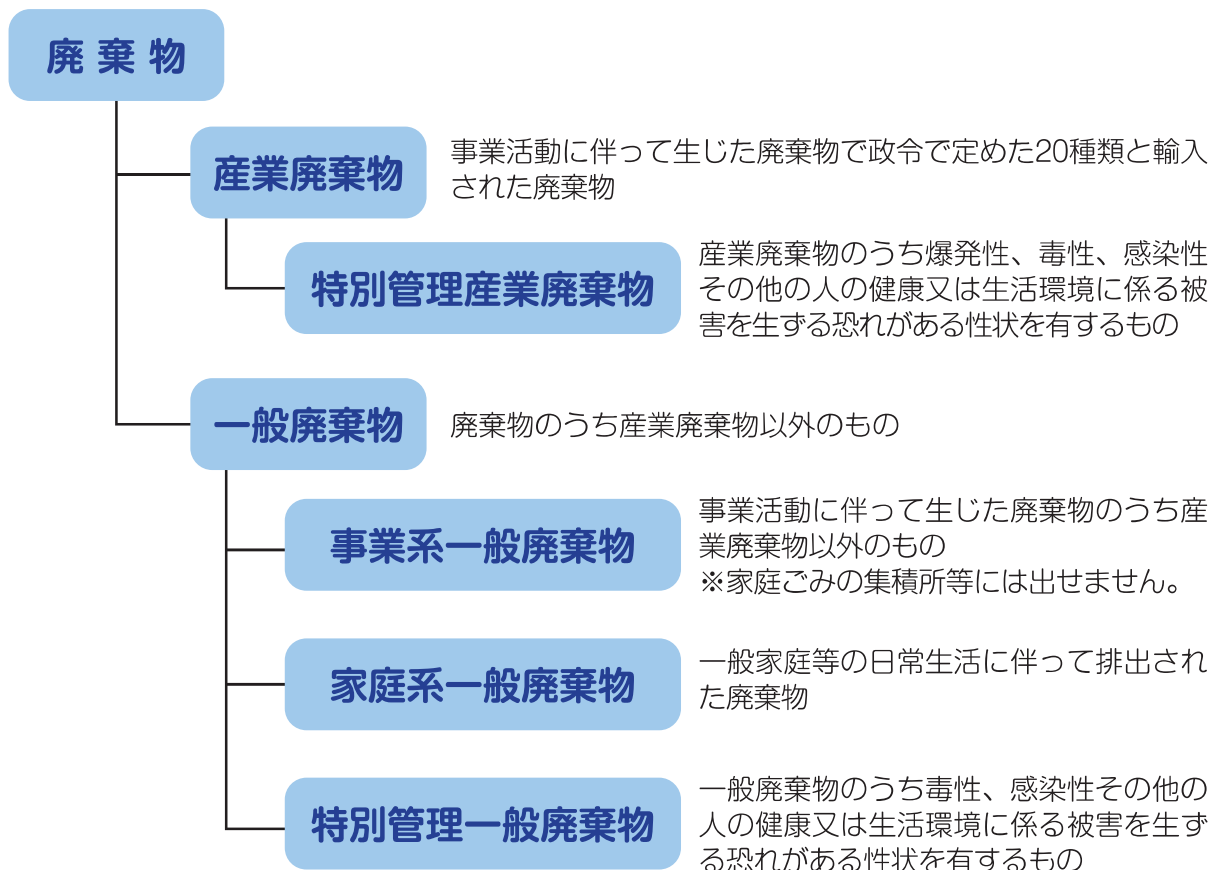 廃棄物
産業廃棄物
事業活動に伴って生じた廃棄物で政令で定めた20種類と輸入
された廃棄物
特別管理産業廃棄物
産業廃棄物のうち爆発性、毒性、感染性
その他の人の健康又は生活環境に係る被
害を生ずる恐れがある性状を有するもの
一般廃棄物
廃棄物のうち産業廃棄物以外のもの
事業系一般廃棄物
事業活動に伴って生じた廃棄物のうち産
業廃棄物以外のもの
※家庭ごみの集積所等には出せません。
家庭系一般廃棄物
一般家庭等の日常生活に伴って排出され
た廃棄物
特別管理一般廃棄物
一般廃棄物のうち毒性、感染性その他の
人の健康又は生活環境に係る被害を生ず
る恐れがある性状を有するもの